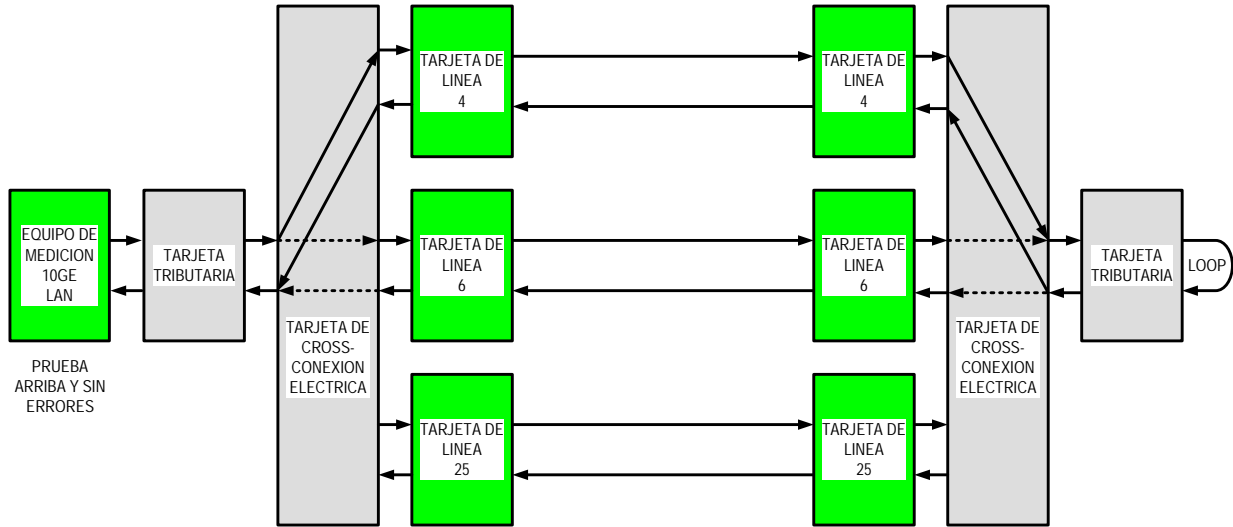 TARJETA DE
LINEA
4
TARJETA DE
LINEA
4
EQUIPO DE
MEDICION
10GE
LAN
TARJETA
TRIBUTARIA
TARJETA DE
LINEA
6
TARJETA DE
LINEA
6
TARJETA
TRIBUTARIA
LOOP
TARJETA DE
CROSS-
CONEXION
ELECTRICA
TARJETA DE
CROSS-
CONEXION
ELECTRICA
PRUEBA
ARRIBA Y SIN
ERRORES
TARJETA DE
LINEA
25
TARJETA DE
LINEA
25